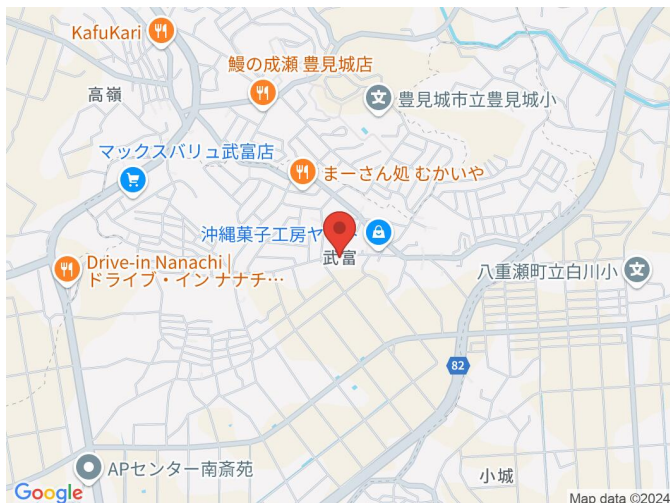 KafuKari
鰻の成瀬 豊見城店
高嶺
豊見城市立豊見城小
マックスバリュ武富店
まーさん処 むかいや
沖縄菓子工房ヤ
武富
Drive-in Nanachi |
ドライブ・イン ナナチ…
八重瀬町立白川小
82
APセンター南斎苑
小城
Google
Map data ©2024